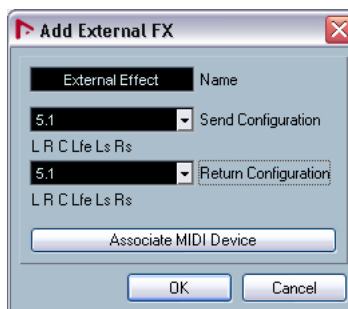 Add External FX
External Effect Name
5.1 Send Configuration
L R C Lfe Ls Rs
5.1 Return Configuration
L R C Lfe Ls Rs
Associate MIDI Device
OK Cancel